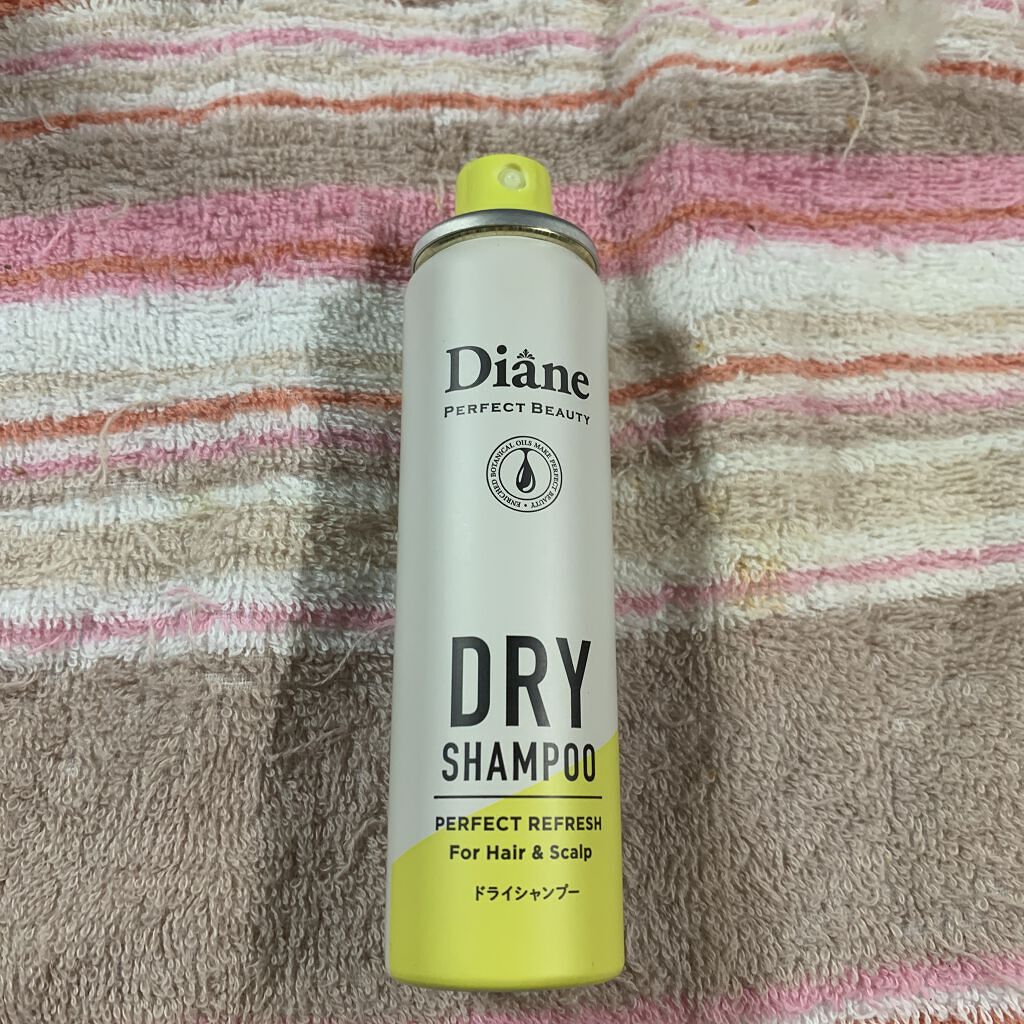 Diane
PERFECT BEAUTY
ENRICHED BOTANICAL OILS MAKE PERFECT BEAUTY •
DRY
SHAMPOO
PERFECT REFRESH
For Hair & Scalp
ドライシャンプー